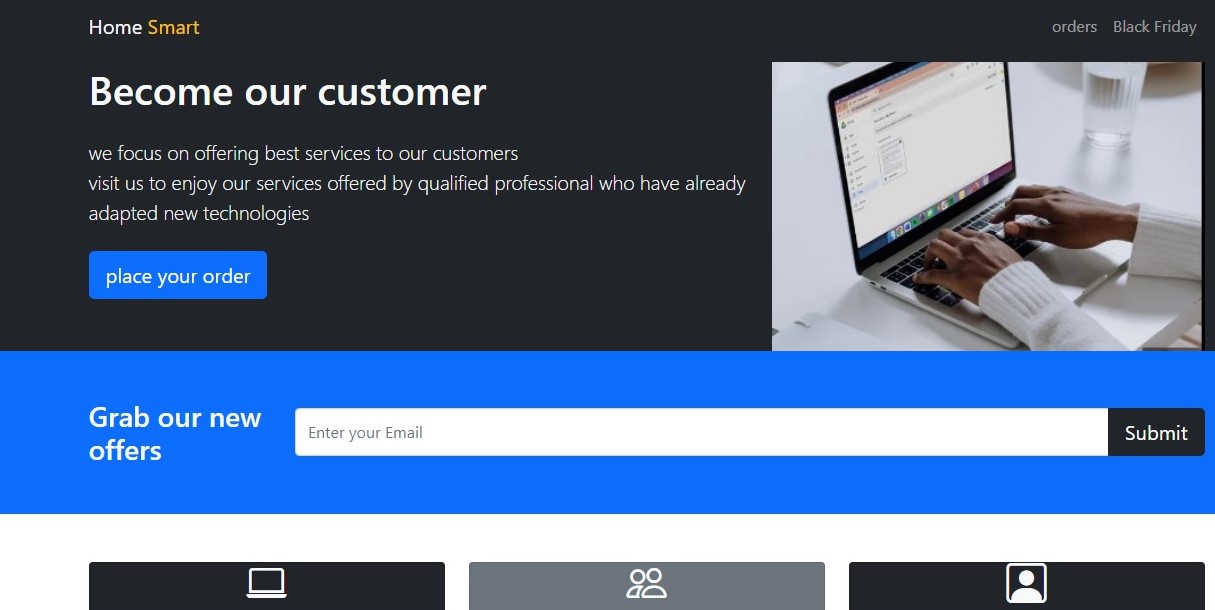 Home Smart
orders Black Friday
Become our customer
we focus on offering best services to our customers
visit us to enjoy our services offered by qualified professional who have already
adapted new technologies
place your order
Grab our new
offers
Enter your Email
Submit